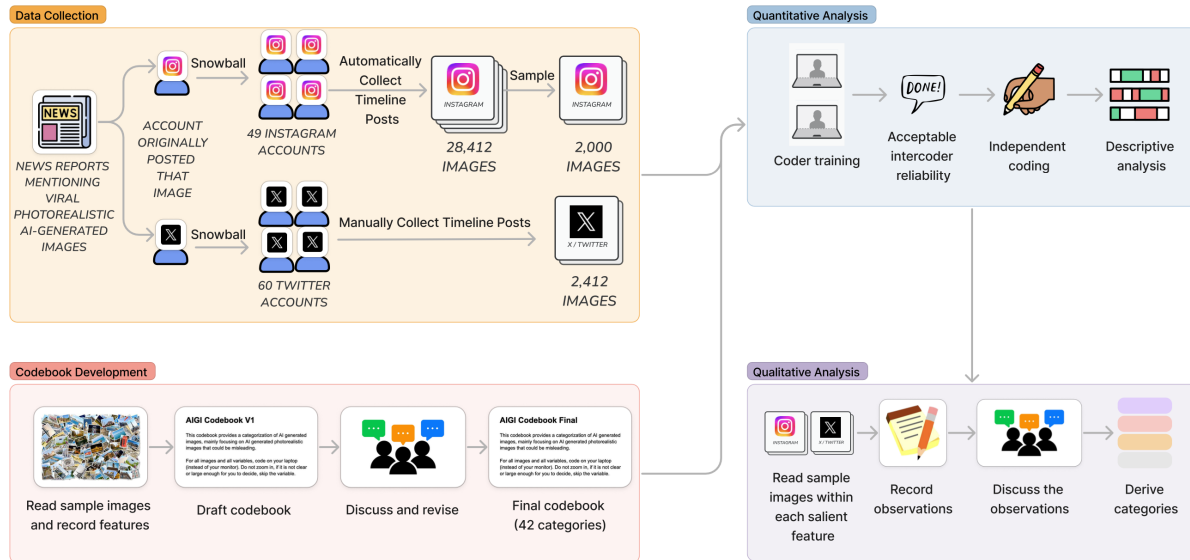 Data Collection
NEWS
NEWS REPORTS
MENTIONING
VIRAL
PHOTOREALISTIC
AI-GENERATED
IMAGES
ACCOUNT
ORIGINALLY
POSTED
THAT
IMAGE
Snowball
49 INSTAGRAM
ACCOUNTS
Automatically
Collect
Timeline
Posts
INSTAGRAM
28,412
IMAGES
Sample
INSTAGRAM
2,000
IMAGES
Snowball
60 TWITTER
ACCOUNTS
Manually Collect Timeline Posts
X / TWITTER
2,412
IMAGES
Codebook Development
Read sample images
and record features
AIGI Codebook V1
This codebook provides a categorization of AI generated
images, mainly focusing on AI generated photorealistic
images that could be misleading.
For all images and all variables, code on your laptop
(instead of your monitor). Do not zoom in, if it is not clear
or large enough for you to decide, skip the variable.
Draft codebook
Discuss and revise
AIGI Codebook Final
This codebook provides a categorization of AI generated
images, mainly focusing on AI generated photorealistic
images that could be misleading.
For all images and all variables, code on your laptop
(instead of your monitor). Do not zoom in, if it is not clear
or large enough for you to decide, skip the variable.
Final codebook
(42 categories)
Quantitative Analysis
Coder training
DONE!
Acceptable
intercoder
reliability
Independent
coding
Descriptive
analysis
Qualitative Analysis
INSTAGRAM
X / TWITTER
Read sample
images within
each salient
feature
Record
observations
Discuss the
observations
Derive
categories